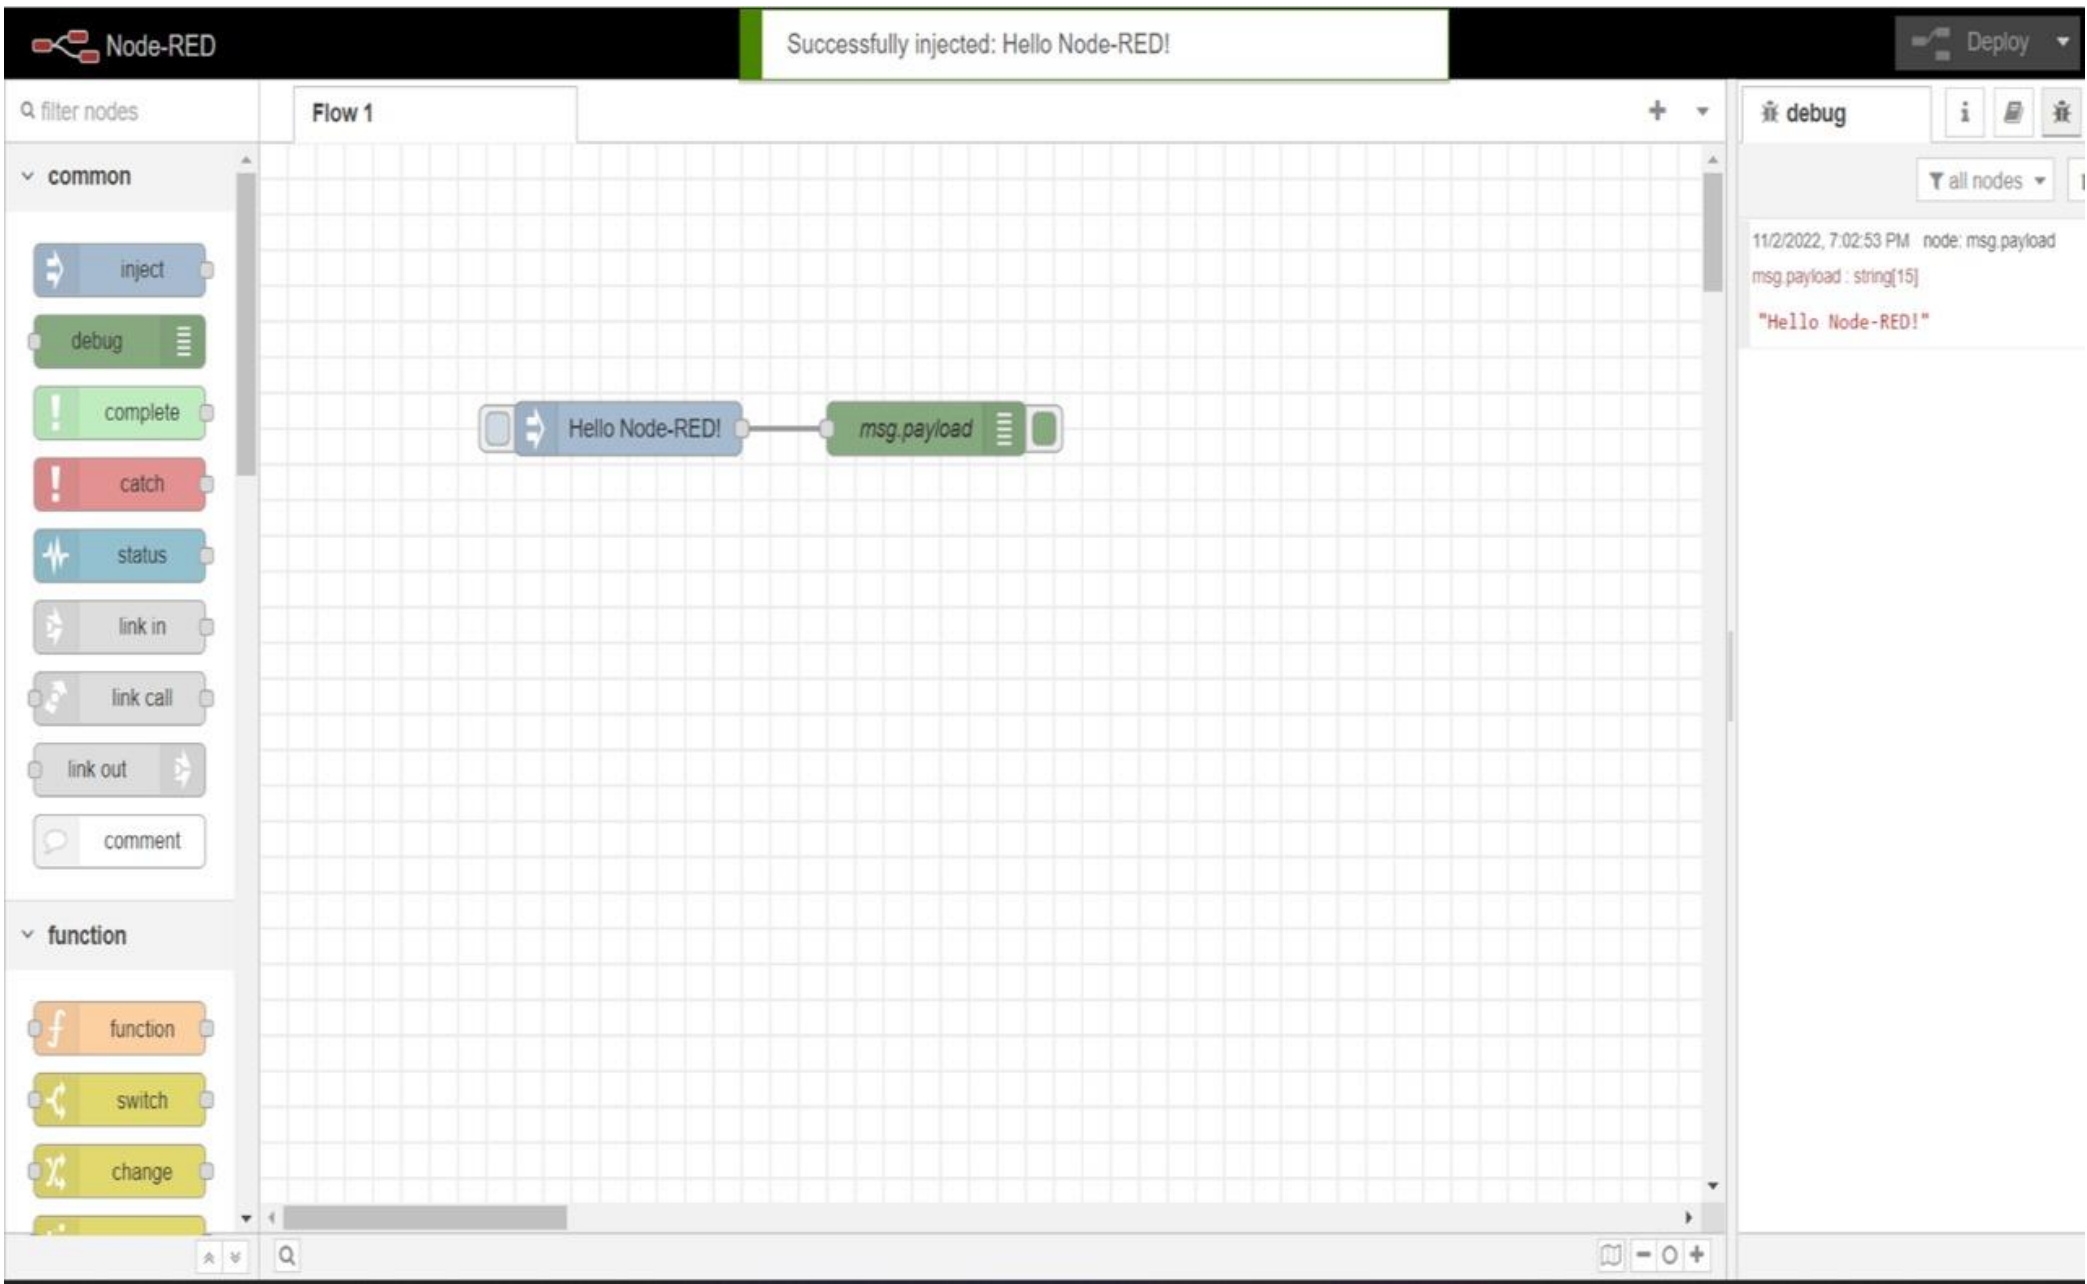 Node-RED
Successfully injected: Hello Node-RED!
Deploy
filter nodes
Flow 1
debug
i
common
all nodes
inject
debug
complete
catch
status
link in
link call
link out
comment
function
function
switch
change
Hello Node-RED!
msg.payload
11/2/2022, 7:02:53 PM node: msg.payload
msg.payload : string[15]
"Hello Node-RED!"